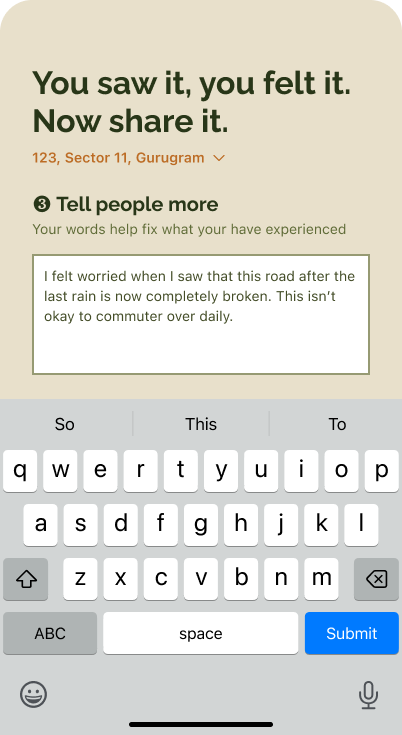 You saw it, you felt it.
Now share it.
123, Sector 11, Gurugram
❸ Tell people more
Your words help fix what your have experienced
I felt worried when I saw that this road after the
last rain is now completely broken. This isn’t
okay to commuter over daily.
So This To
q w e r t y u i o p
a s d f g h j k l
z x c v b n m
ABC space Submit